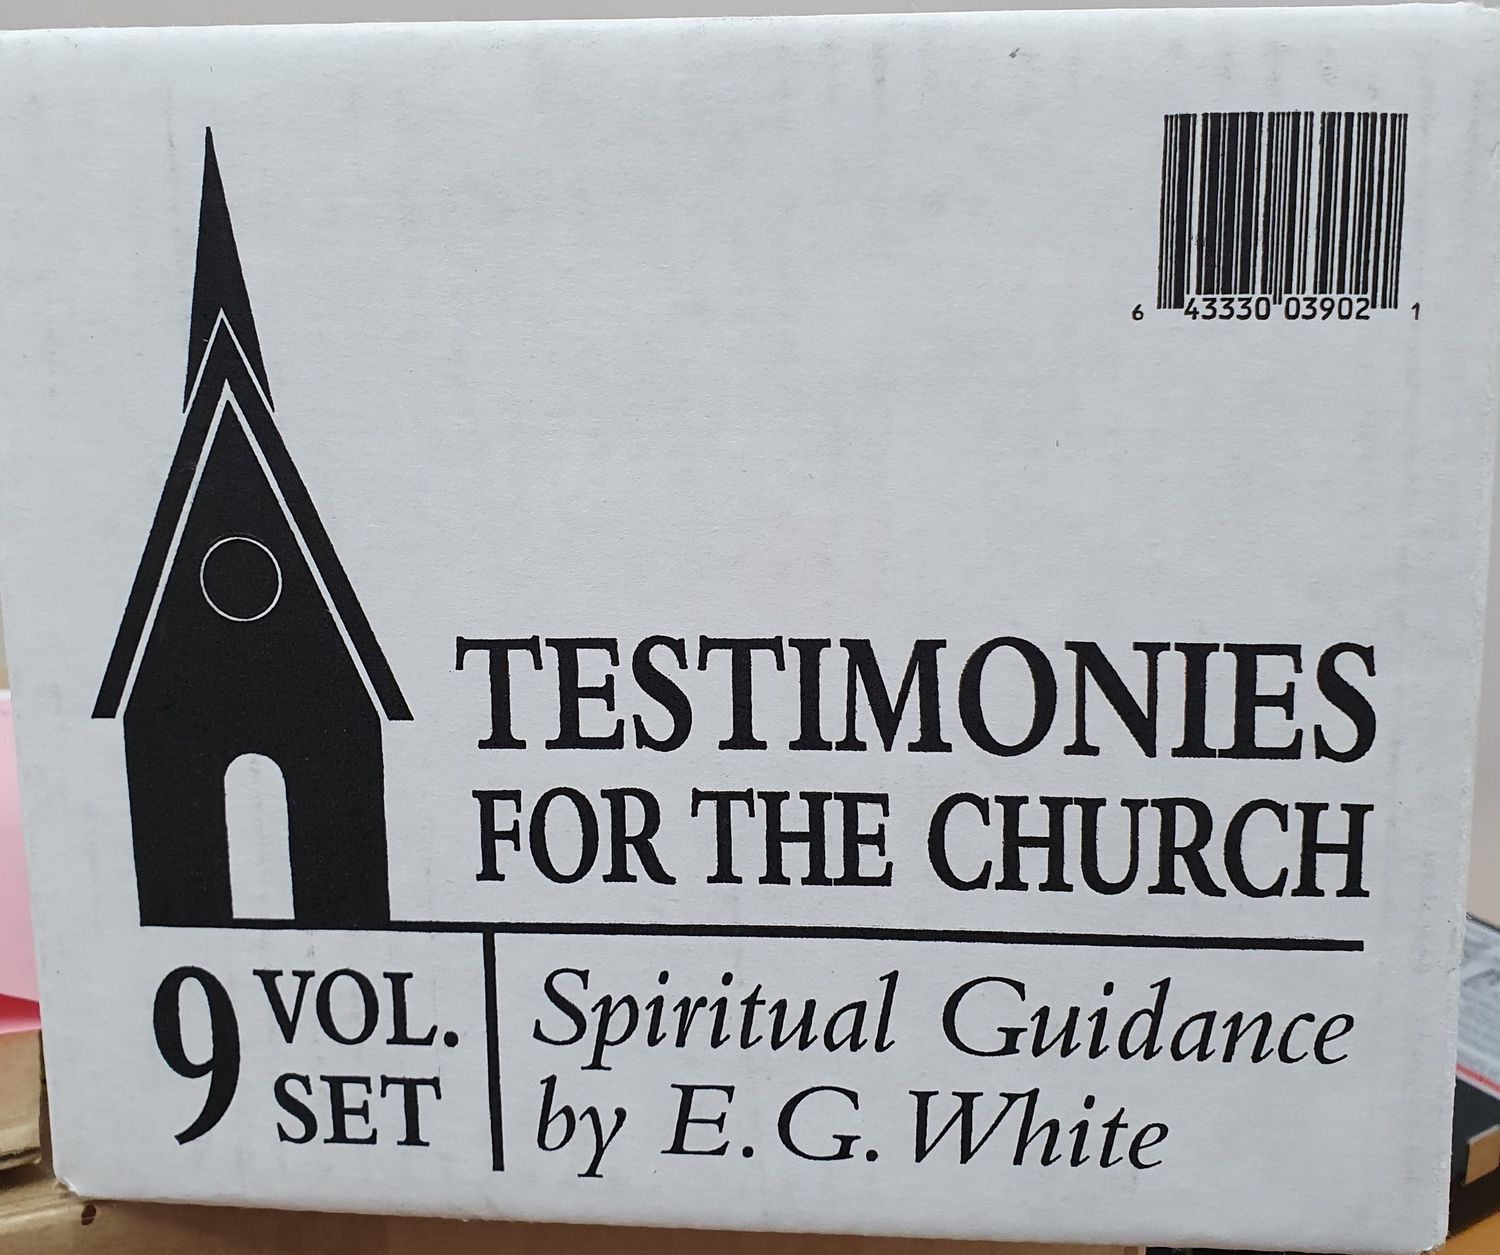 6 43330 03902 1
TESTIMONIES
FOR THE CHURCH
9 VOL.
SET
Spiritual Guidance
by E. G. White